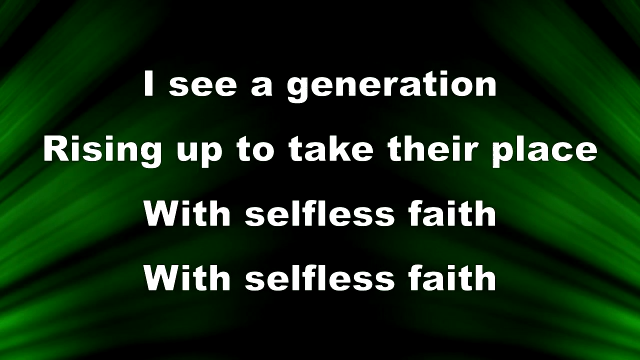 I see a generation
Rising up to take their place
With selfless faith
With selfless faith